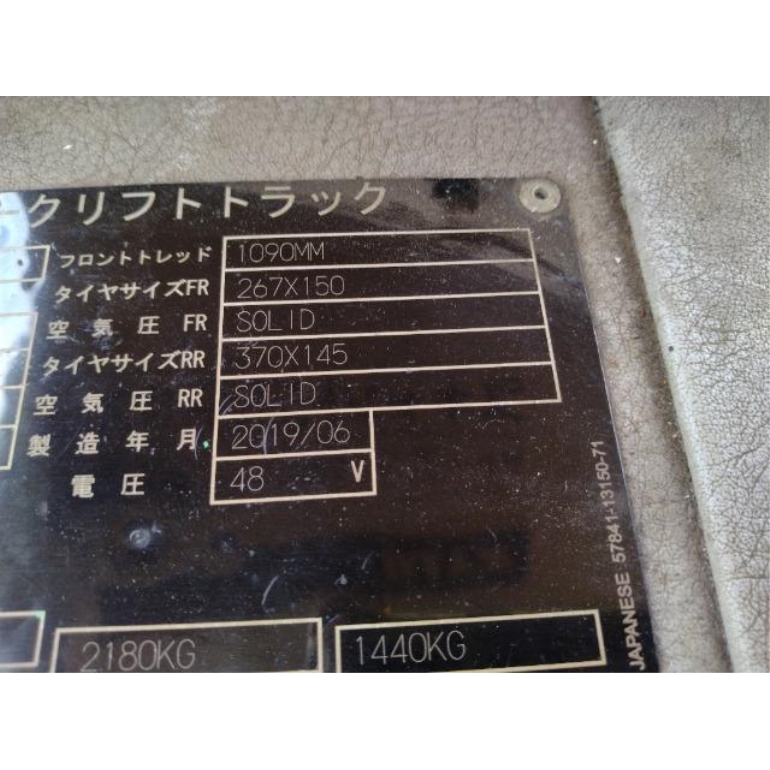 ークリフトトラック
フロントトレッド 1090MM
タイヤサイズFR 267X150
空気圧 FR SOLID
タイヤサイズRR 370X145
空気圧 RR SOLID
製造年月 2019/06
電圧 48 V
2180KG 1440KG
JAPANESE 57841-13150-71